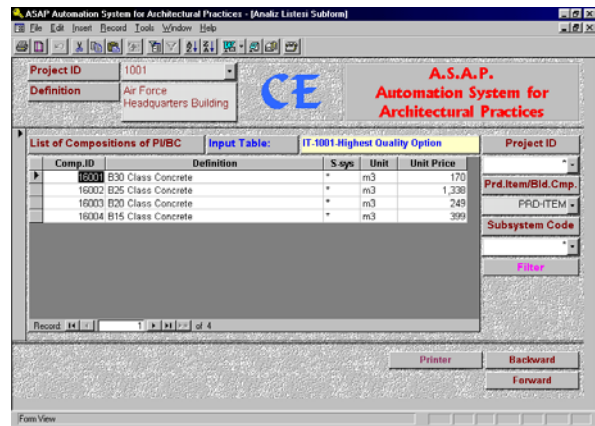 ASAP Automation System for Architectural Practices - [Analiz Listesi Subform]
File Edit Insert Record Tools Window Help
Project ID 1001
Definition Air Force
Headquarters Building
CE
A.S.A.P.
Automation System for
Architectural Practices
List of Compositions of PI/BC Input Table: IT-1001-Highest Quality Option Project ID
Comp.ID Definition S-sys Unit Unit Price
16001 B30 Class Concrete * m3 170
16002 B25 Class Concrete * m3 1,338
16003 B20 Class Concrete * m3 249
16004 B15 Class Concrete * m3 399
*
Prd.Item/Bld.Cmp.
PRD-ITEM
Subsystem Code
*
Filter
Record: 1 of 4
Printer Backward
Forward
Form View